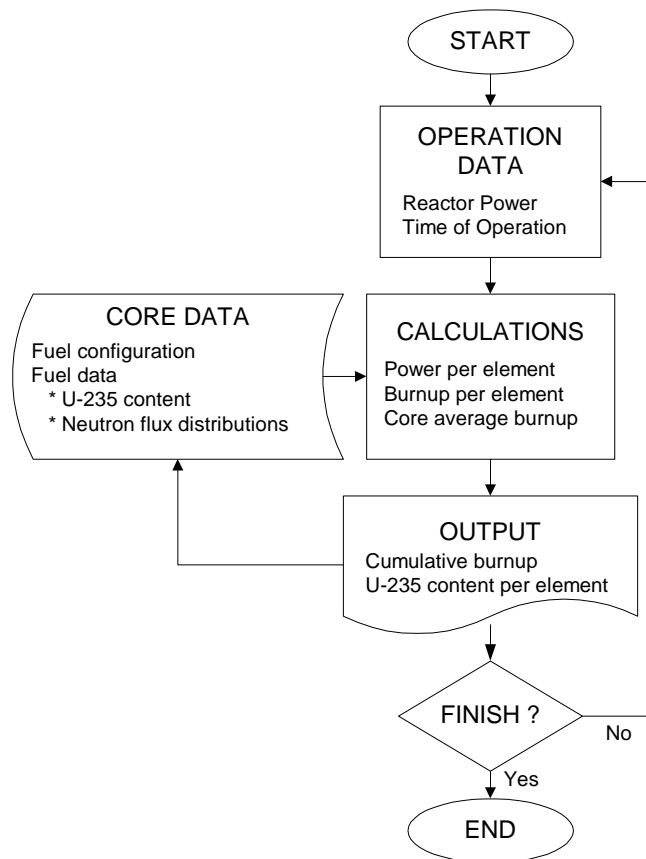 START
OPERATION
DATA
Reactor Power
Time of Operation
CORE DATA
Fuel configuration
Fuel data
* U-235 content
* Neutron flux distributions
CALCULATIONS
Power per element
Burnup per element
Core average burnup
OUTPUT
Cumulative burnup
U-235 content per element
FINISH ?
No
Yes
END